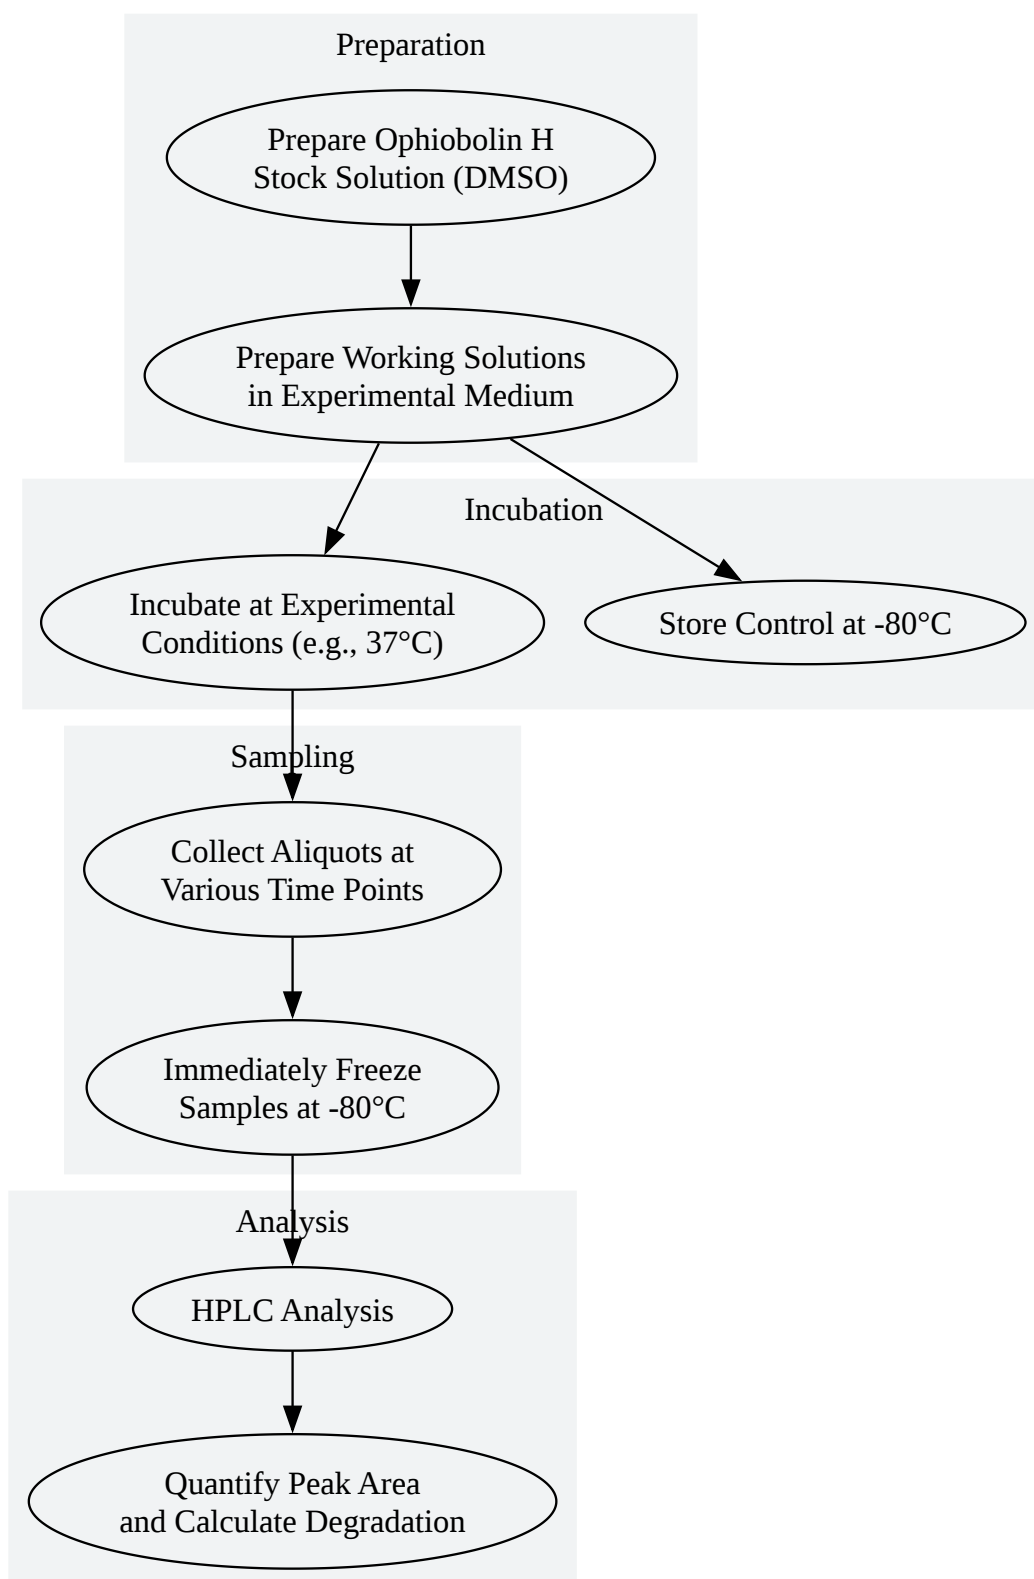 Preparation
Prepare Ophiobolin H
Stock Solution (DMSO)
Prepare Working Solutions
in Experimental Medium
Incubation
Incubate at Experimental
Conditions (e.g., 37°C)
Store Control at -80°C
Sampling
Collect Aliquots at
Various Time Points
Immediately Freeze
Samples at -80°C
Analysis
HPLC Analysis
Quantify Peak Area
and Calculate Degradation